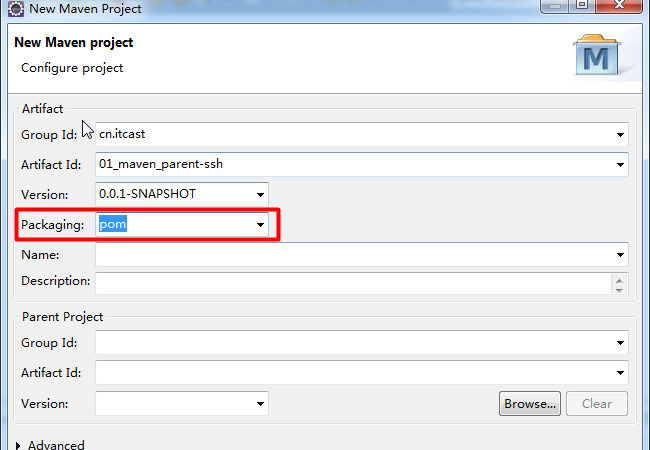 New Maven Project
New Maven project
Configure project
M
Artifact
Group Id: cn.itcast
Artifact Id: 01_maven_parent-ssh
Version: 0.0.1-SNAPSHOT
Packaging: pom
Name:
Description:
Parent Project
Group Id:
Artifact Id:
Version: Browse... Clear
Advanced